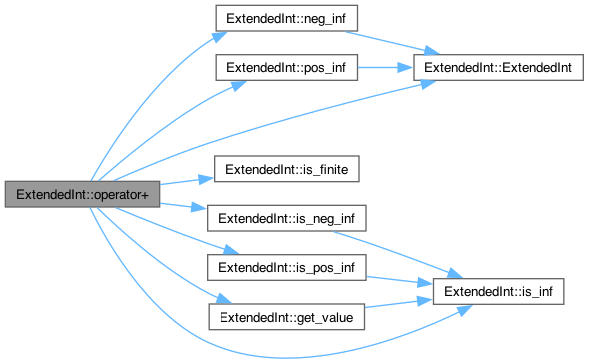 ExtendedInt::neg_inf
ExtendedInt::pos_inf
ExtendedInt::ExtendedInt
ExtendedInt::is_finite
ExtendedInt::operator+
ExtendedInt::is_neg_inf
ExtendedInt::is_pos_inf
ExtendedInt::is_inf
ExtendedInt::get_value